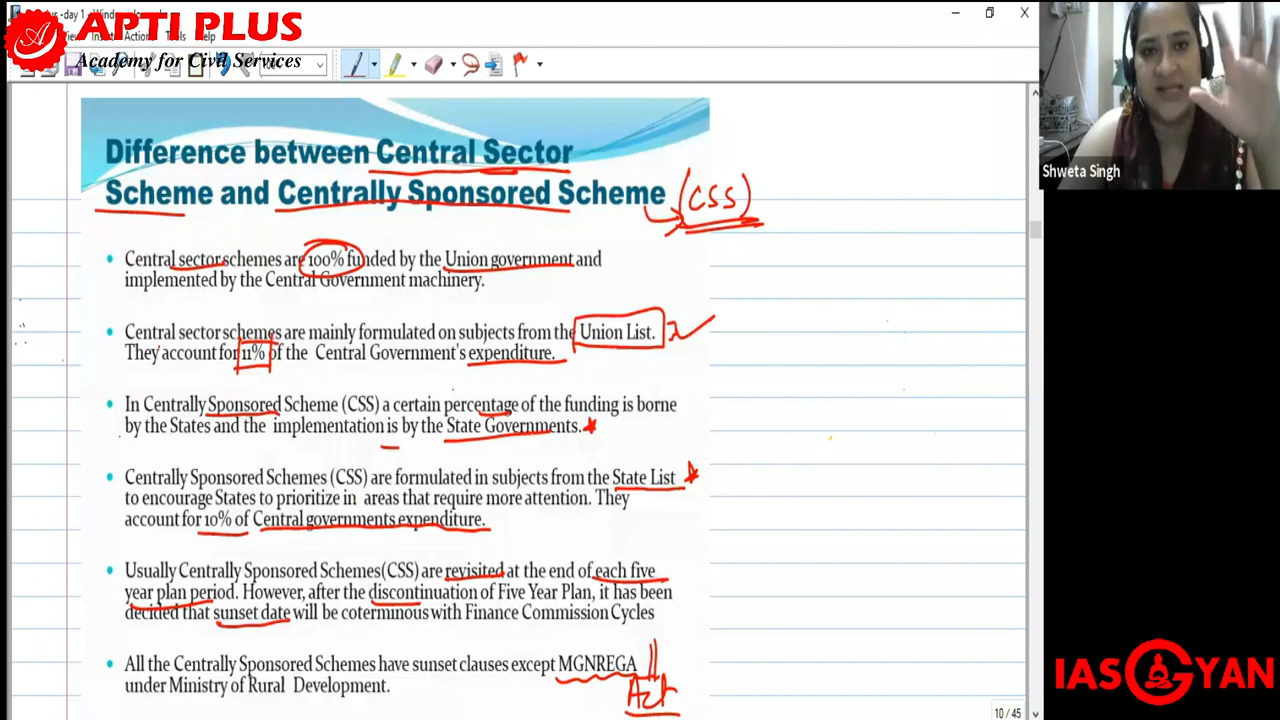 -day 1 - Wind
APTI PLUS
Actions Tools Help
Academy for Civil Services
Shweta Singh
Difference between Central Sector
Scheme and Centrally Sponsored Scheme (CSS)
• Central sector schemes are 100% funded by the Union government and
implemented by the Central Government machinery.
• Central sector schemes are mainly formulated on subjects from the Union List.
They account for 11% of the Central Government's expenditure.
• In Centrally Sponsored Scheme (CSS) a certain percentage of the funding is borne
by the States and the implementation is by the State Governments.
• Centrally Sponsored Schemes (CSS) are formulated in subjects from the State List
to encourage States to prioritize in areas that require more attention. They
account for 10% of Central governments expenditure.
• Usually Centrally Sponsored Schemes(CSS) are revisited at the end of each five
year plan period. However, after the discontinuation of Five Year Plan, it has been
decided that sunset date will be coterminous with Finance Commission Cycles
• All the Centrally Sponsored Schemes have sunset clauses except MGNREGA
under Ministry of Rural Development.
Act
IAS GYAN
10 / 45